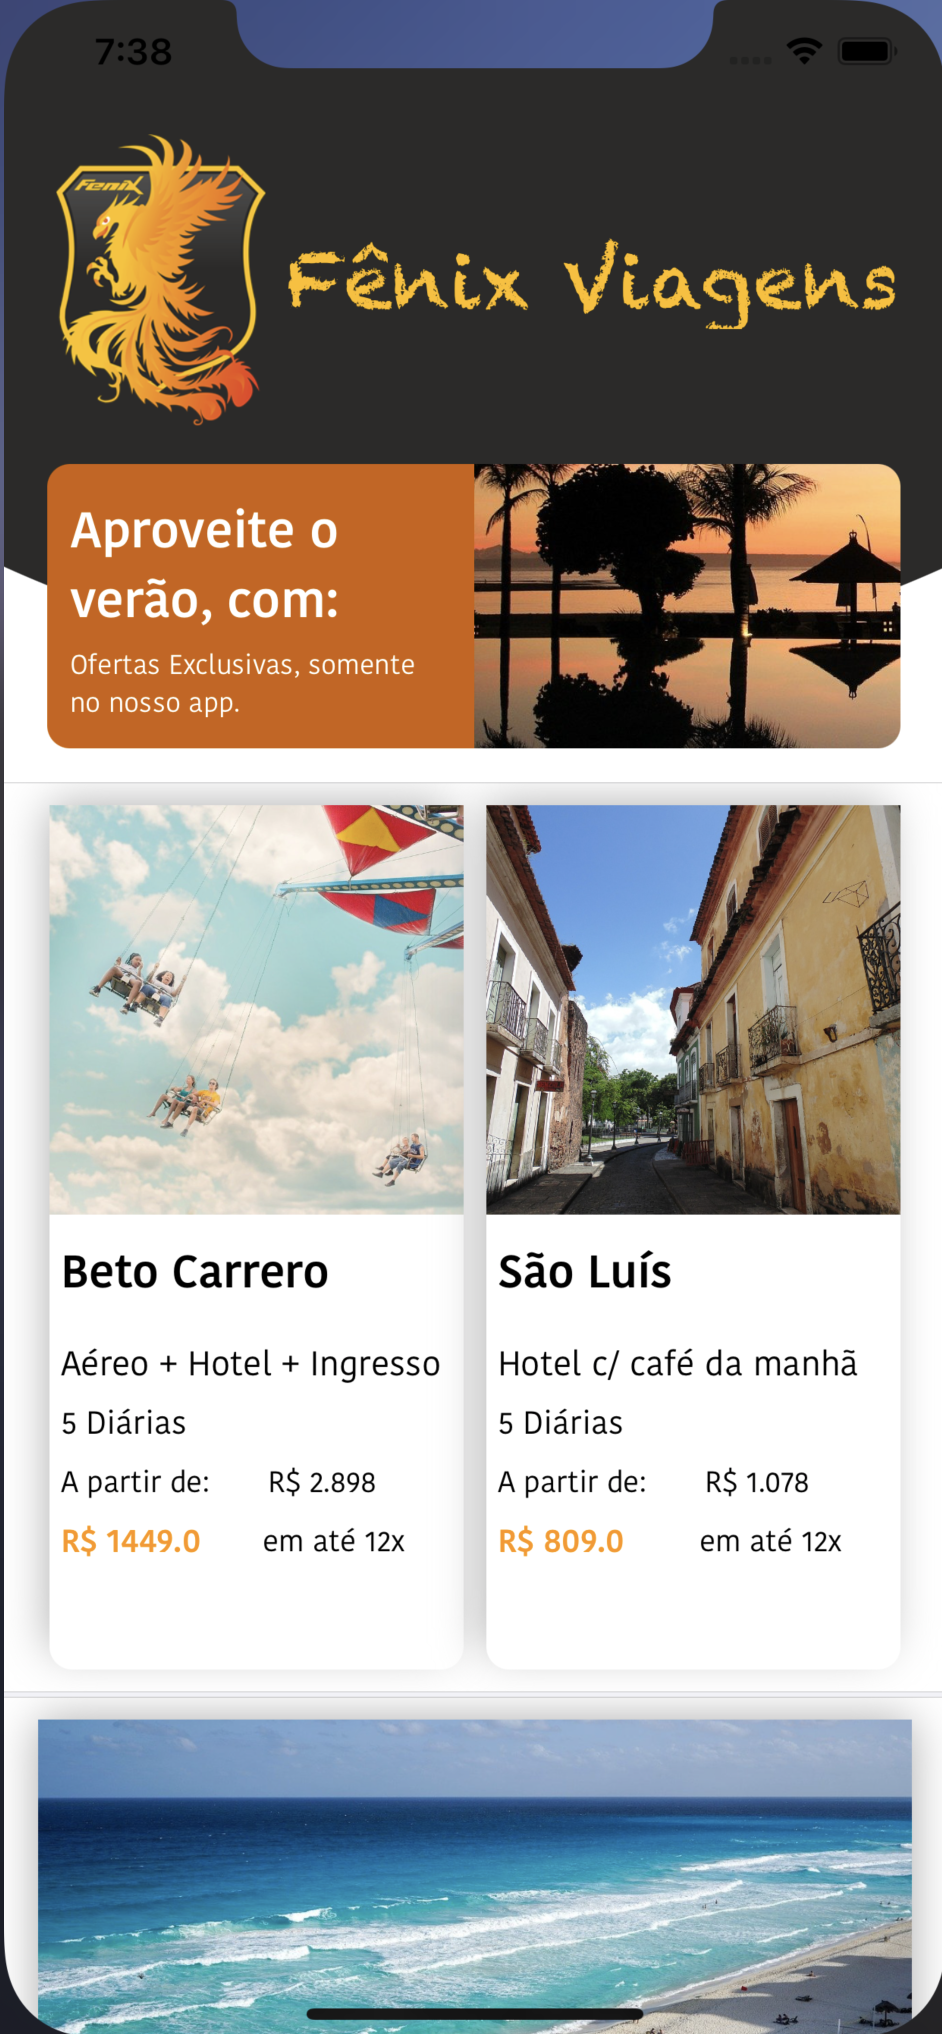 7:38
Fenix
Fênix Viagens
Aproveite o
verão, com:
Ofertas Exclusivas, somente
no nosso app.
Beto Carrero
Aéreo + Hotel + Ingresso
5 Diárias
A partir de: R$ 2.898
R$ 1449.0 em até 12x
São Luís
Hotel c/ café da manhã
5 Diárias
A partir de: R$ 1.078
R$ 809.0 em até 12x